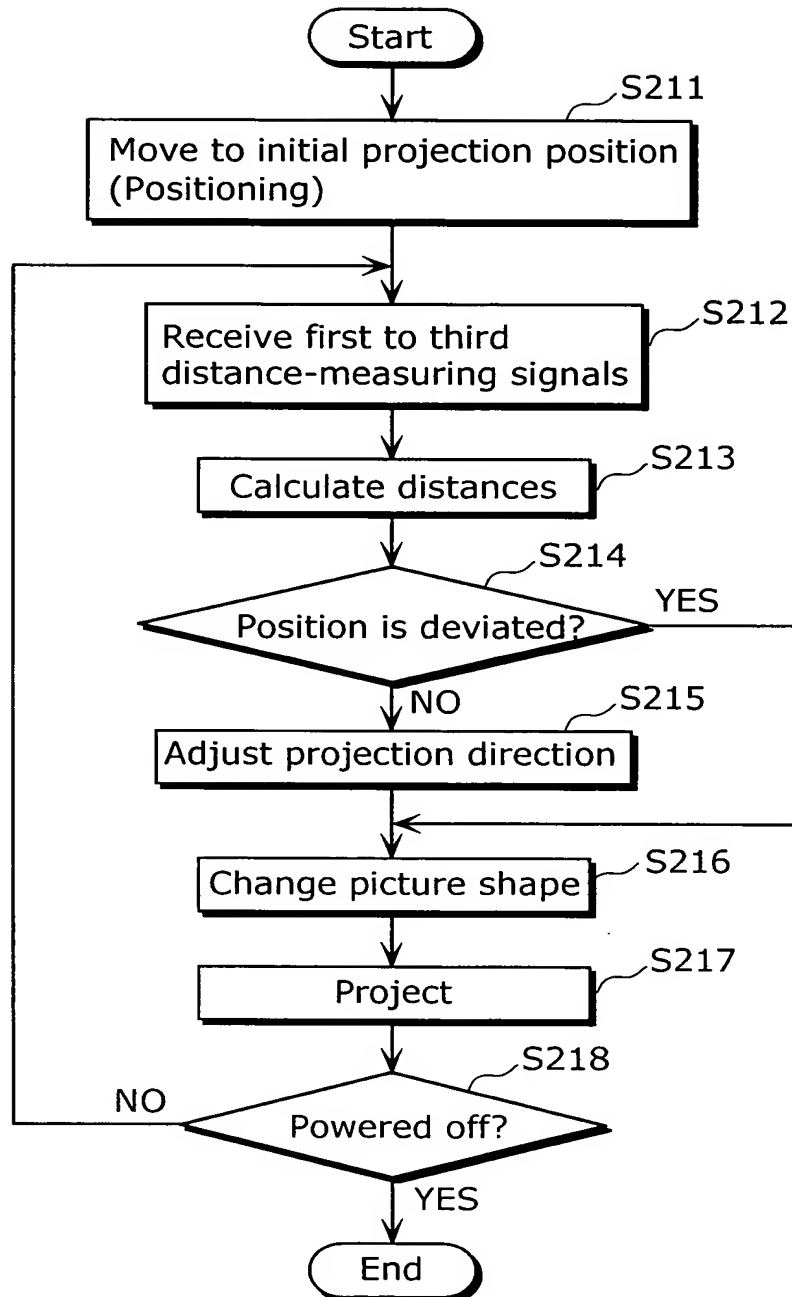 Start
S211
Move to initial projection position
(Positioning)
S212
Receive first to third
distance-measuring signals
S213
Calculate distances
S214
Position is deviated?
YES
NO
S215
Adjust projection direction
S216
Change picture shape
S217
Project
S218
NO
Powered off?
YES
End